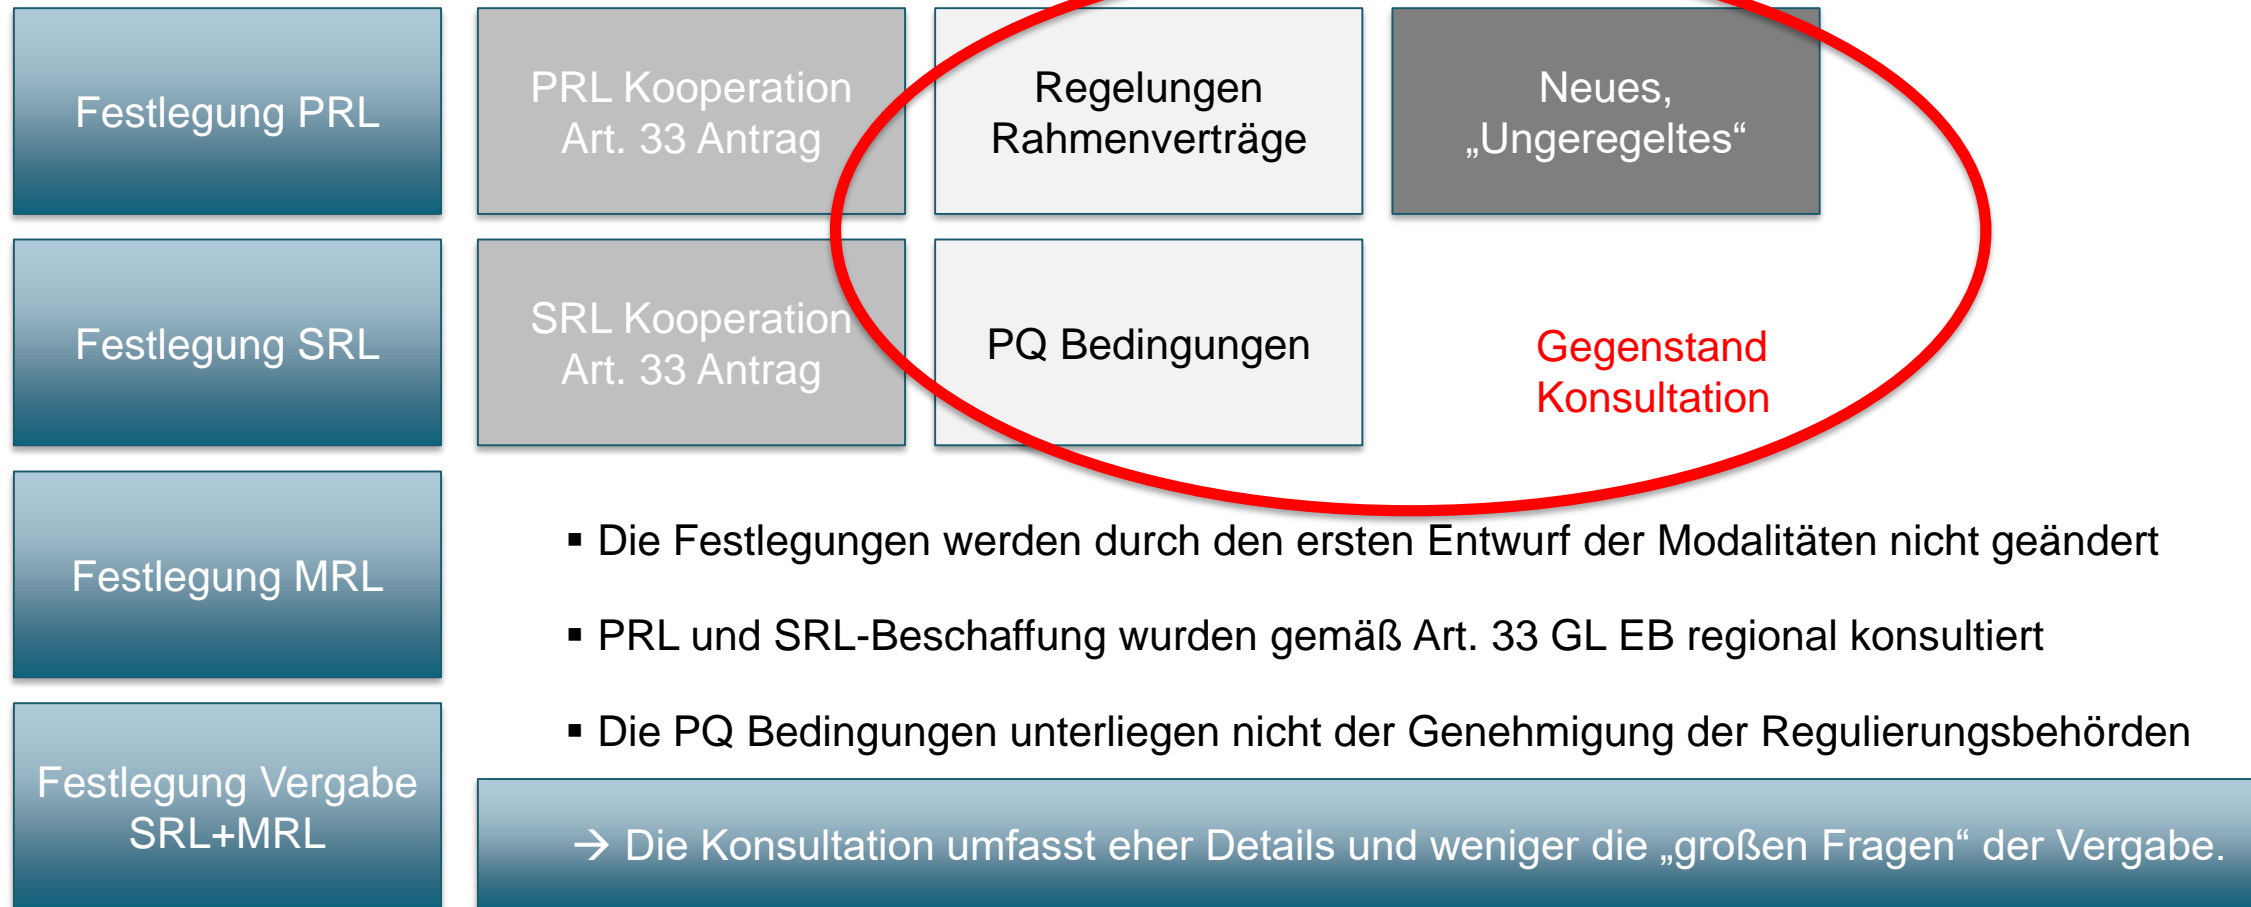 Festlegung PRL
PRL Kooperation
Art. 33 Antrag
Regelungen
Rahmenverträge
Neues,
„Ungeregeltes“
Festlegung SRL
SRL Kooperation
Art. 33 Antrag
PQ Bedingungen
Gegenstand
Konsultation
Festlegung MRL
▪ Die Festlegungen werden durch den ersten Entwurf der Modalitäten nicht geändert
▪ PRL und SRL-Beschaffung wurden gemäß Art. 33 GL EB regional konsultiert
▪ Die PQ Bedingungen unterliegen nicht der Genehmigung der Regulierungsbehörden
Festlegung Vergabe
SRL+MRL
→ Die Konsultation umfasst eher Details und weniger die „großen Fragen“ der Vergabe.